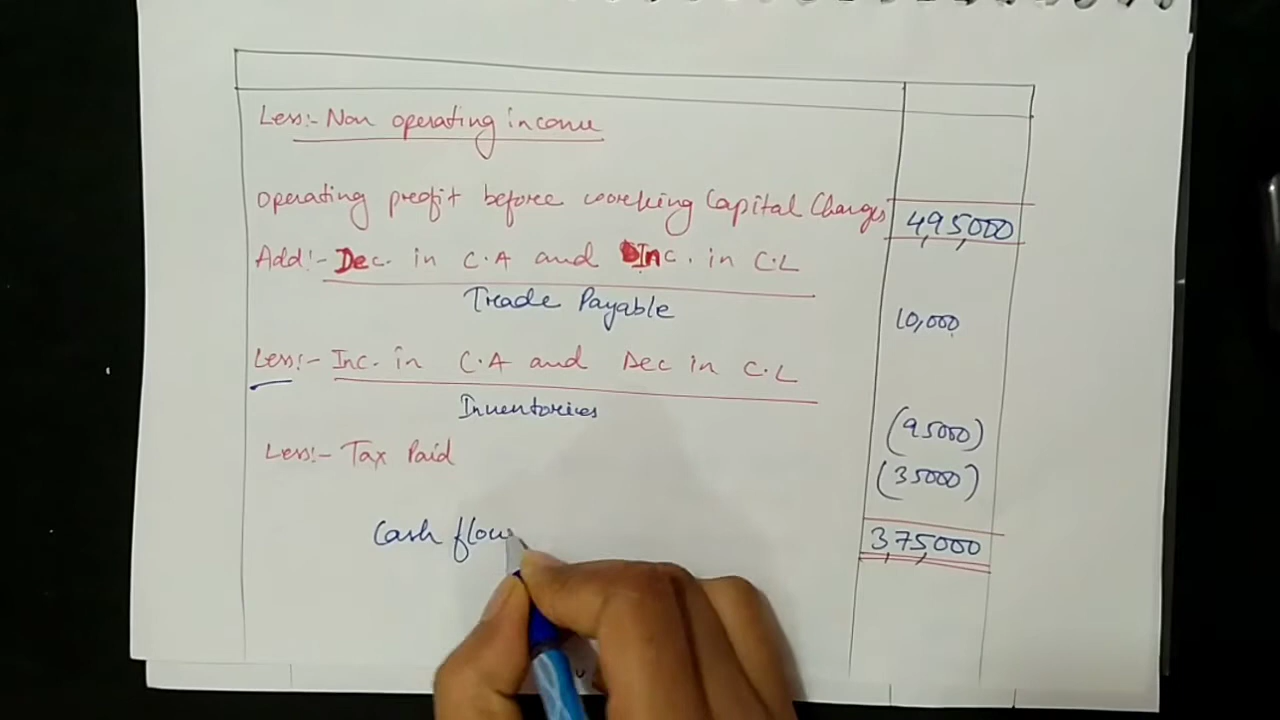 Less:- Non operating income
Operating profit before working Capital Changes 495000
Add:- Dec. in C.A and Inc. in C.L
Trade Payable 10,000
Less:- Inc. in C.A and Dec in C.L
Inventories (95000)
Less:- Tax Paid (35000)
Cash flow 375000